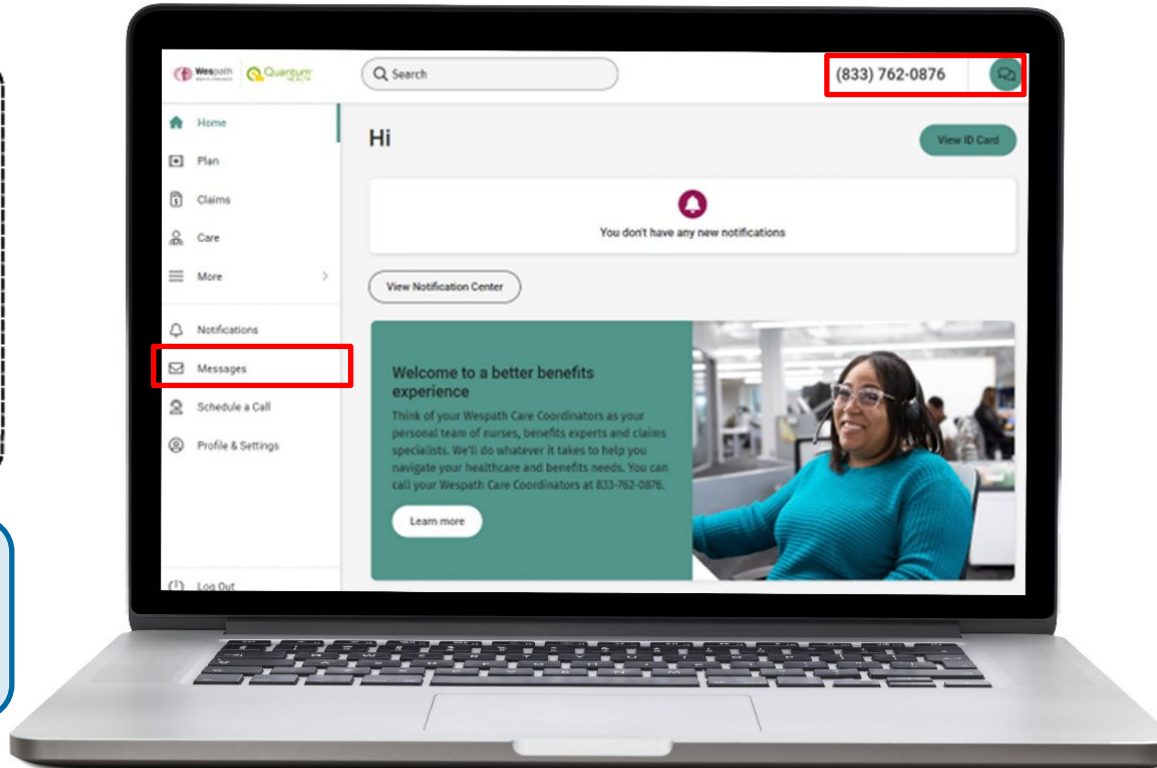 Wespath Quantum HEALTH
Search
(833) 762-0876
Home
Plan
Claims
Care
More
Notifications
Messages
Schedule a Call
Profile & Settings
Log Out
Hi
View ID Card
You don't have any new notifications
View Notification Center
Welcome to a better benefits
experience
Think of your Wespath Care Coordinators as your
personal team of nurses, benefits experts and claims
specialists. We'll do whatever it takes to help you
navigate your healthcare and benefits needs. You can
call your Wespath Care Coordinators at 833-762-0876.
Learn more